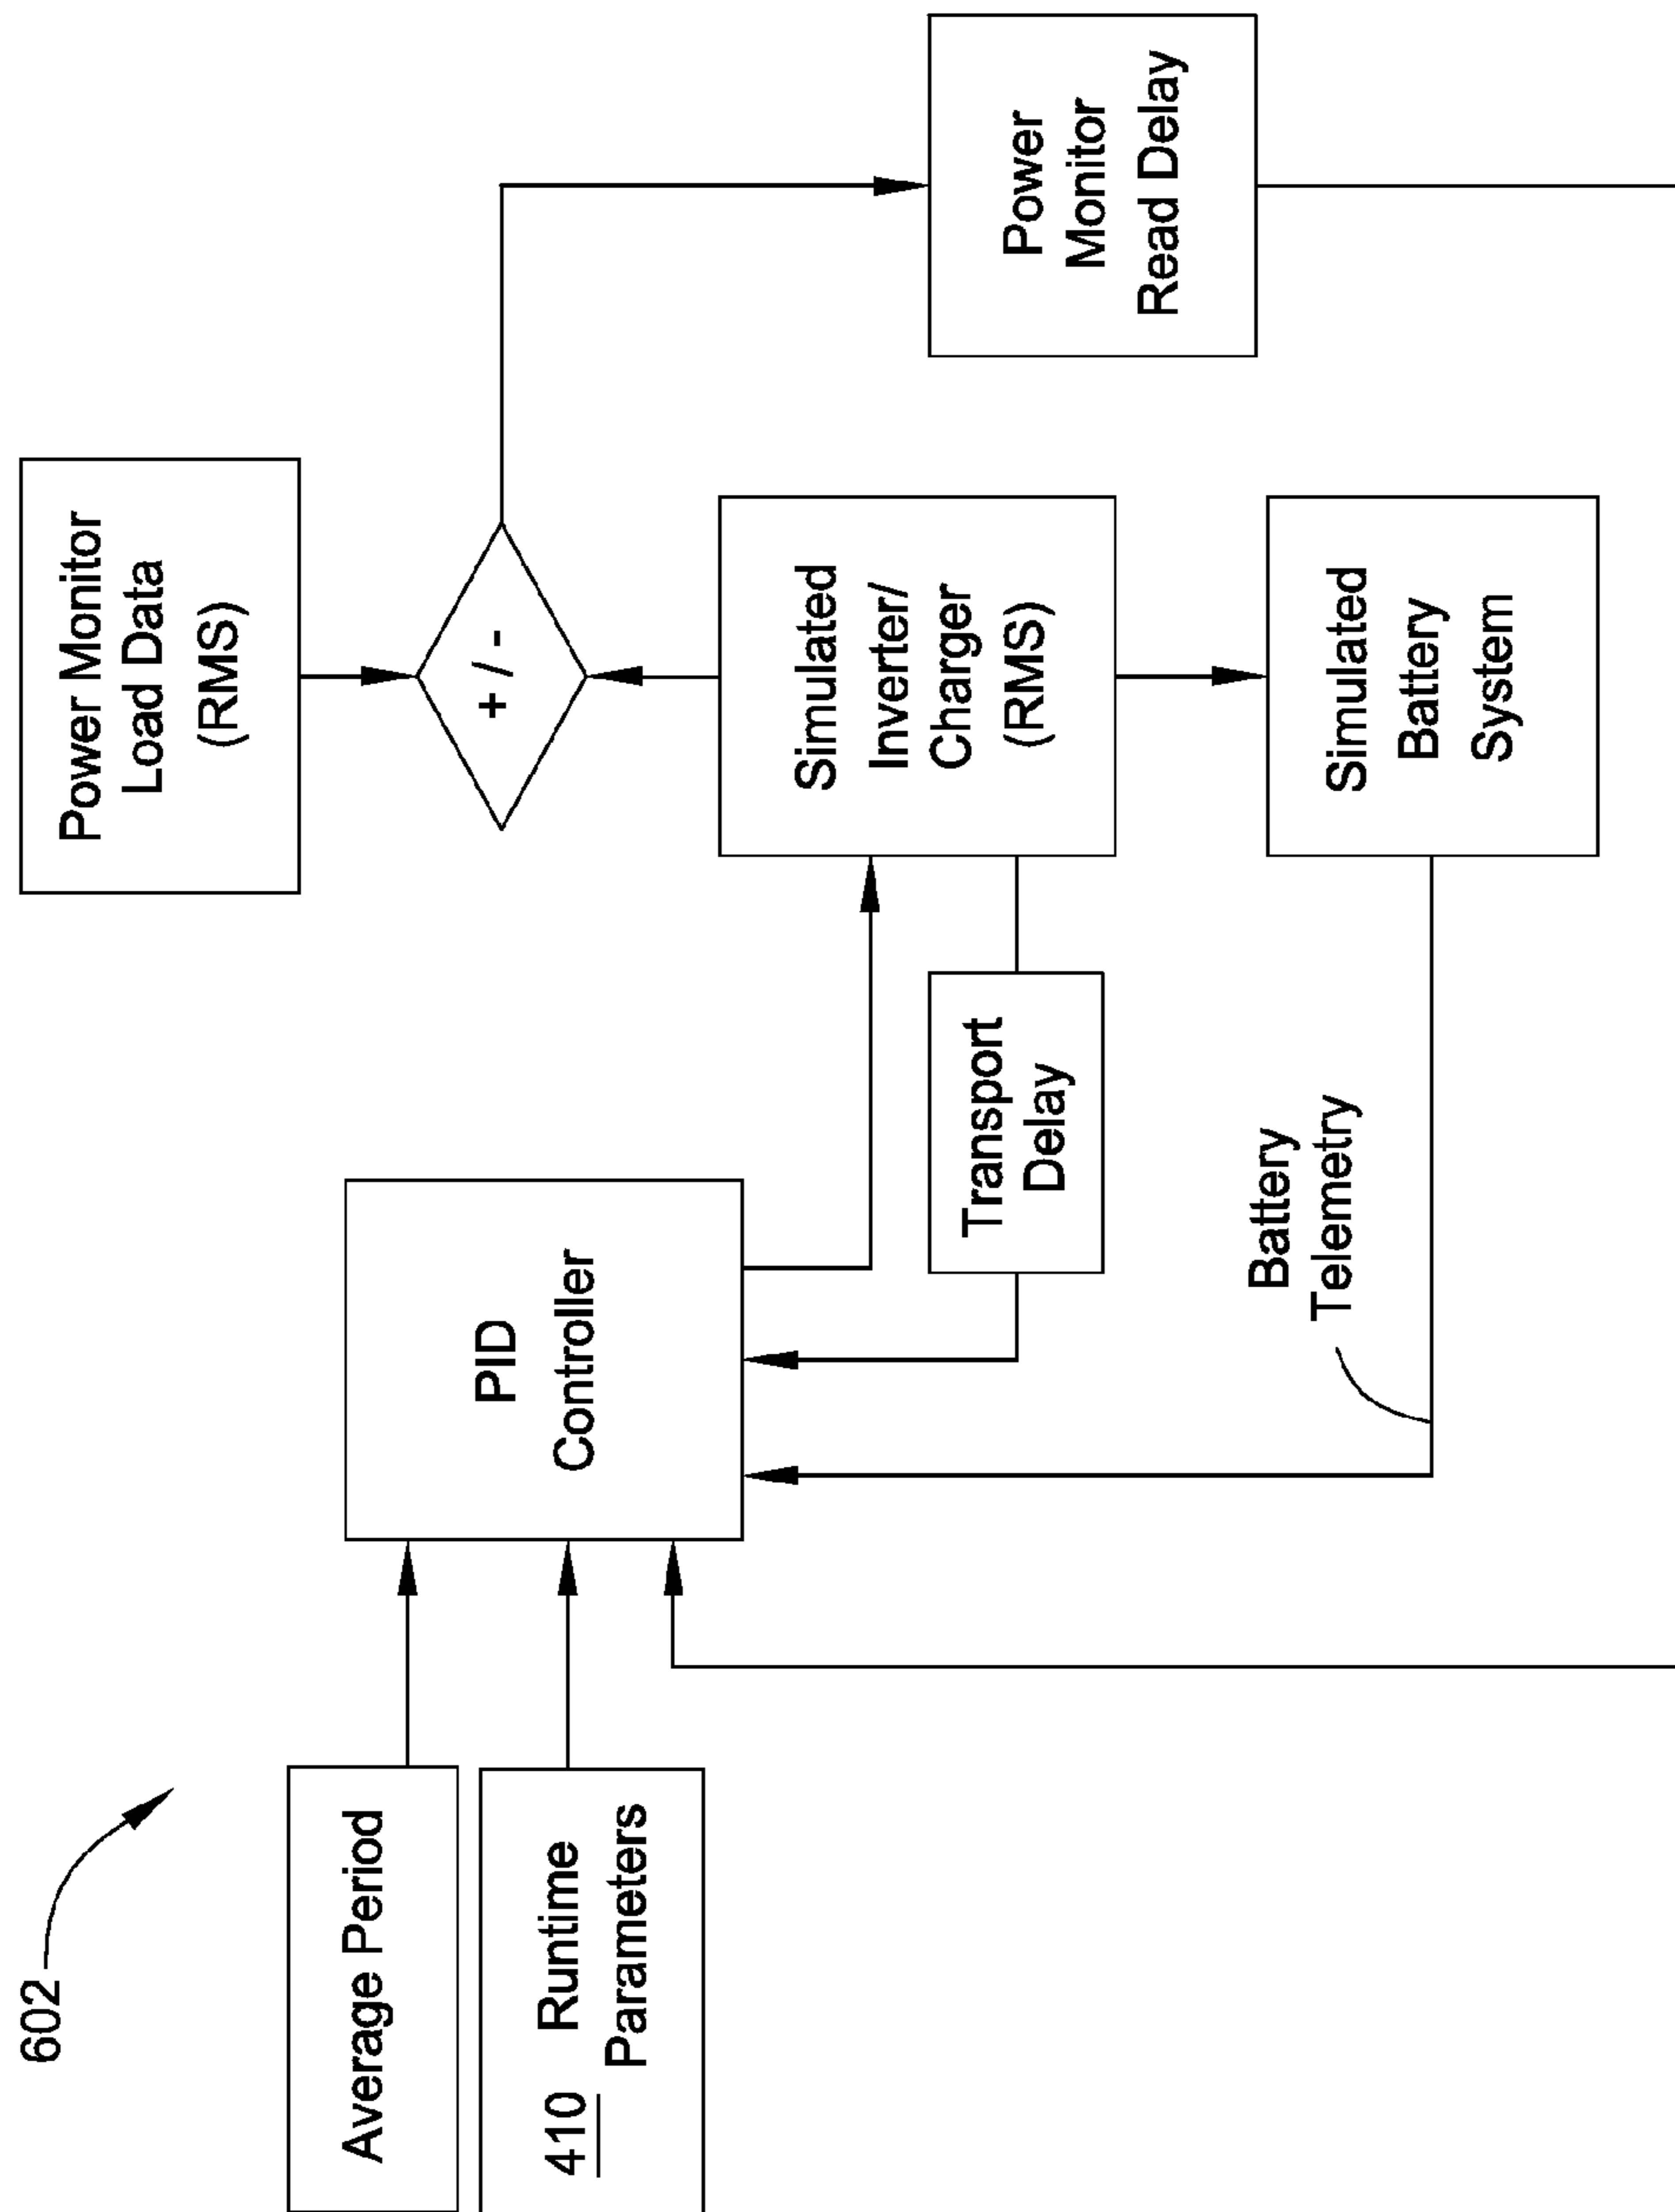 602
Average Period
410 Runtime
Parameters
PID
Controller
Transport
Delay
Battery
Telemetry
Power Monitor
Load Data
(RMS)
+ / -
Simulated
Inverter/
Charger
(RMS)
Simulated
Battery
System
Power
Monitor
Read Delay